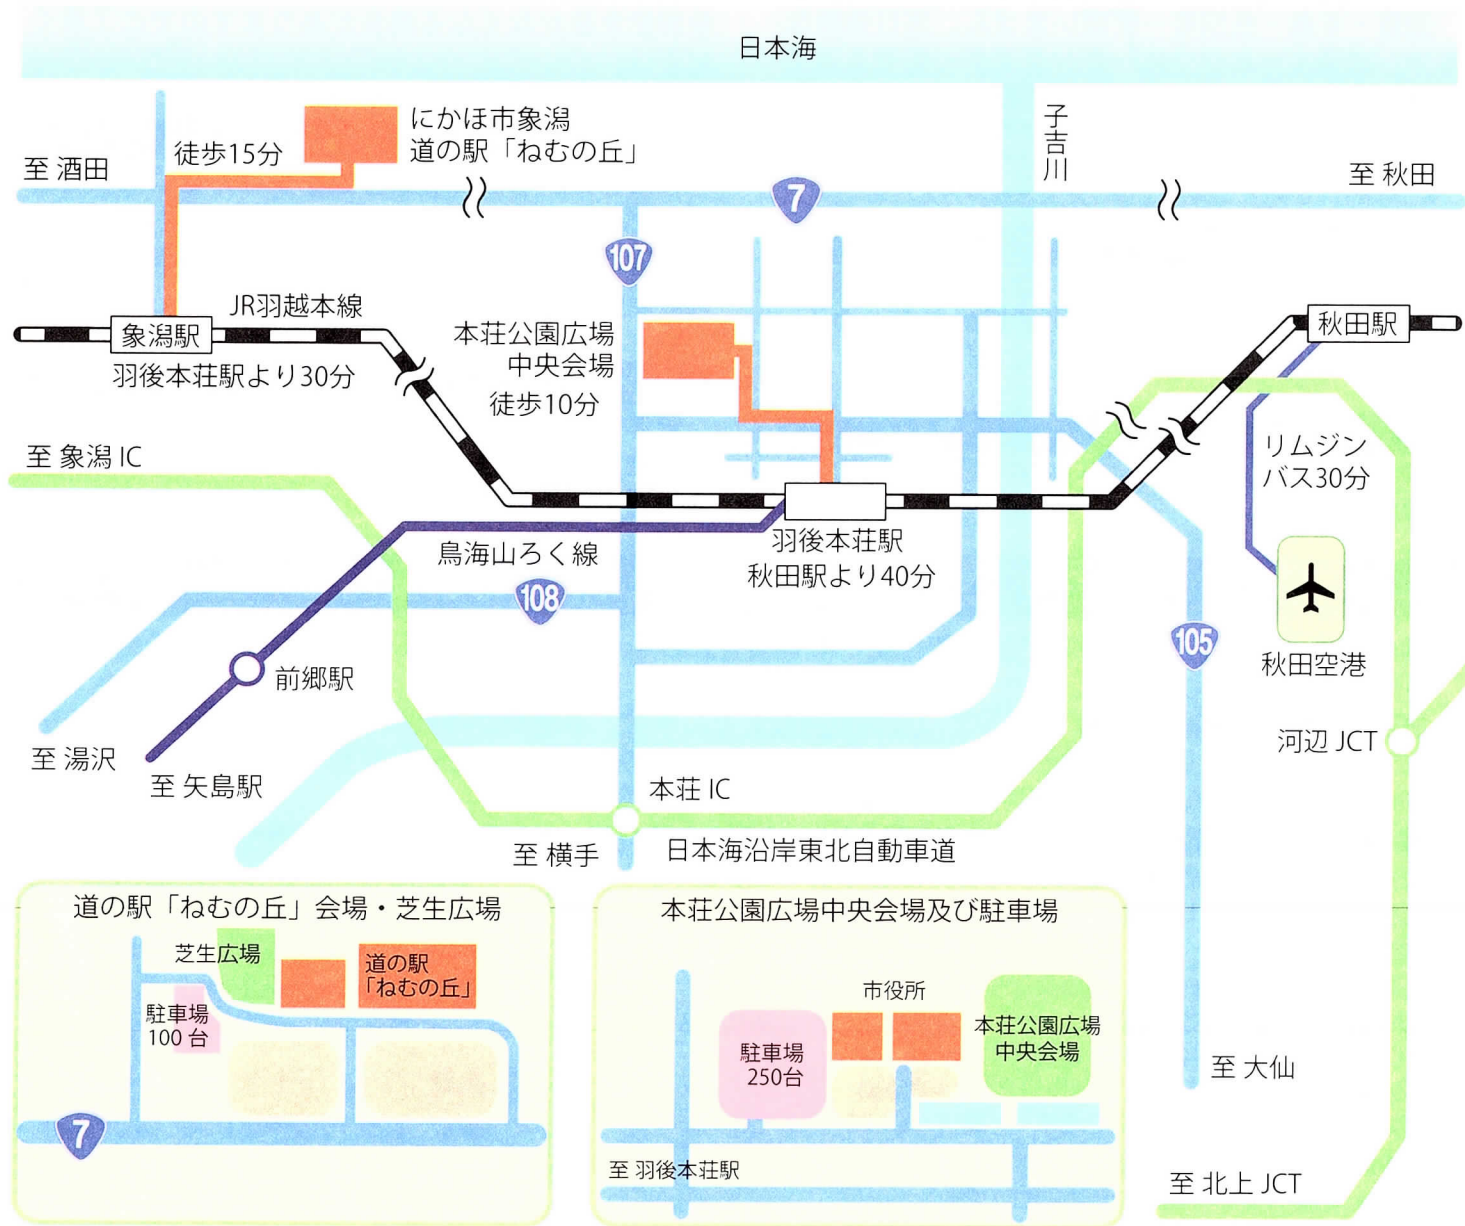 日本海
子吉川
にかほ市象潟
道の駅「ねむの丘」
徒歩15分
至 酒田
至 秋田
7
107
JR羽越本線
象潟駅
羽後本荘駅より30分
本荘公園広場
中央会場
徒歩10分
秋田駅
リムジン
バス30分
至 象潟 IC
羽後本荘駅
秋田駅より40分
鳥海山ろく線
108
105
前郷駅
秋田空港
至 湯沢
至 矢島駅
河辺 JCT
本荘 IC
至 横手
日本海沿岸東北自動車道
道の駅「ねむの丘」会場・芝生広場
芝生広場
道の駅
「ねむの丘」
駐車場
100 台
7
本荘公園広場中央会場及び駐車場
市役所
本荘公園広場
中央会場
駐車場
250台
至 羽後本荘駅
至 大仙
至 北上 JCT